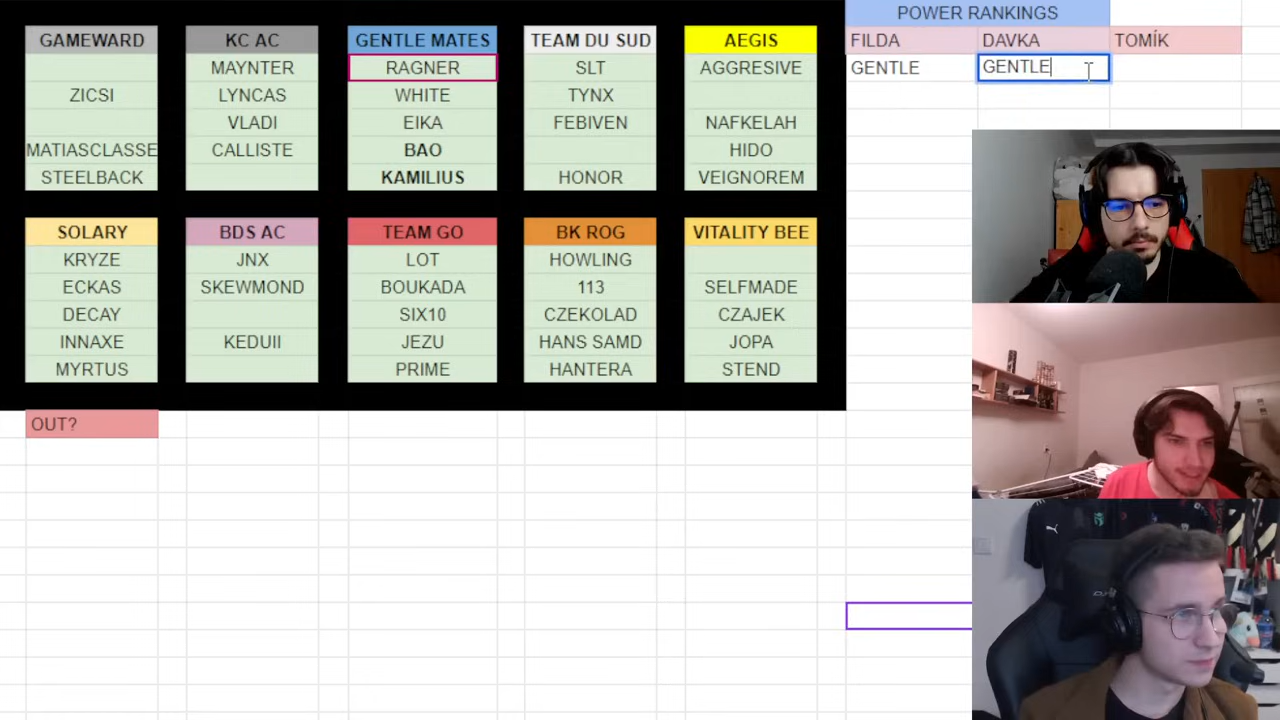 POWER RANKINGS
GAMEWARD KC AC GENTLE MATES TEAM DU SUD AEGIS FILDA DAVKA TOMÍK
MAYNTER RAGNER SLT AGGRESIVE GENTLE GENTLE
ZICSI LYNCAS WHITE TYNX
VLADI EIKA FEBIVEN NAFKELAH
MATIASCLASSE CALLISTE BAO HIDO
STEELBACK KAMILIUS HONOR VEIGNOREM
SOLARY BDS AC TEAM GO BK ROG VITALITY BEE
KRYZE JNX LOT HOWLING
ECKAS SKEWMOND BOUKADA 113 SELFMADE
DECAY SIX10 CZEKOLAD CZAJEK
INNAXE KEDUII JEZU HANS SAMD JOPA
MYRTUS PRIME HANTERA STEND
OUT?